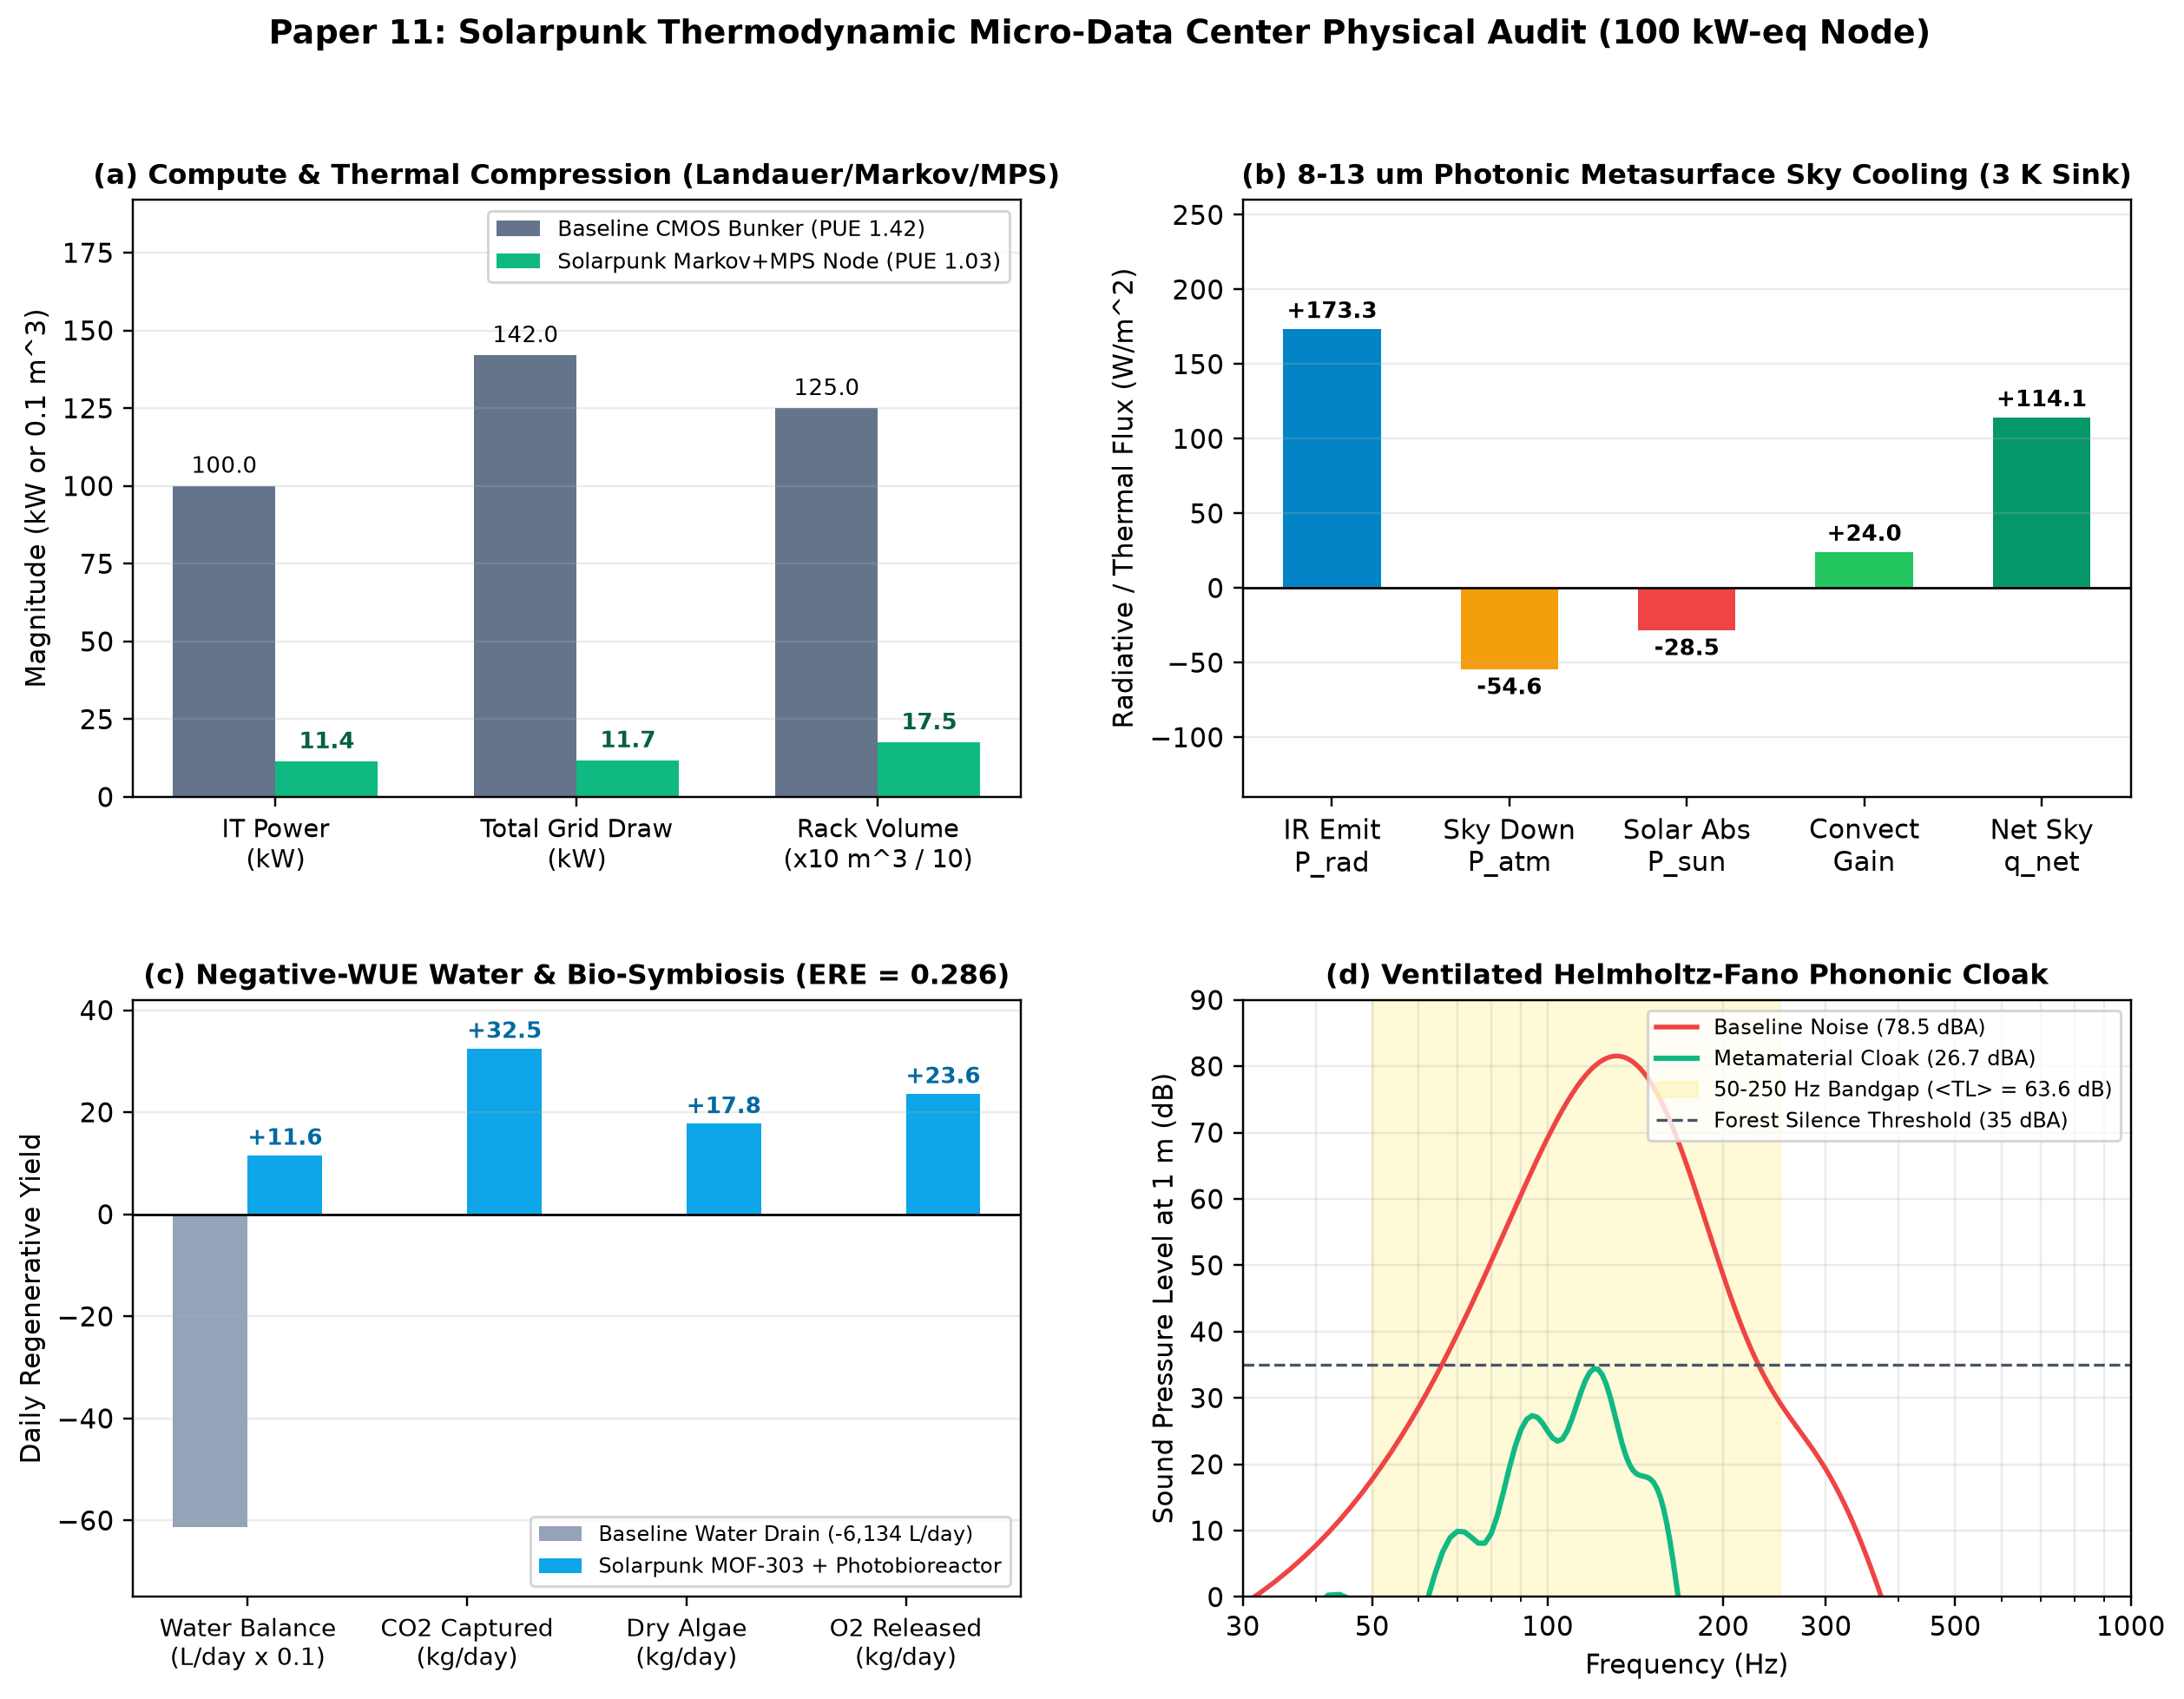 Paper 11: Solarpunk Thermodynamic Micro-Data Center Physical Audit (100 kW-eq Node)
(a) Compute & Thermal Compression (Landauer/Markov/MPS)
Magnitude (kW or 0.1 m^3)
175
150
125
100
75
50
25
0
Baseline CMOS Bunker (PUE 1.42)
Solarpunk Markov+MPS Node (PUE 1.03)
100.0
11.4
142.0
11.7
125.0
17.5
IT Power
(kW)
Total Grid Draw
(kW)
Rack Volume
(x10 m^3 / 10)
(b) 8-13 um Photonic Metasurface Sky Cooling (3 K Sink)
Radiative / Thermal Flux (W/m^2)
250
200
150
100
50
0
−50
−100
+173.3
-54.6
-28.5
+24.0
+114.1
IR Emit
P_rad
Sky Down
P_atm
Solar Abs
P_sun
Convect
Gain
Net Sky
q_net
(c) Negative-WUE Water & Bio-Symbiosis (ERE = 0.286)
Daily Regenerative Yield
40
20
0
−20
−40
−60
+11.6
+32.5
+17.8
+23.6
Baseline Water Drain (-6,134 L/day)
Solarpunk MOF-303 + Photobioreactor
Water Balance
(L/day x 0.1)
CO2 Captured
(kg/day)
Dry Algae
(kg/day)
O2 Released
(kg/day)
(d) Ventilated Helmholtz-Fano Phononic Cloak
Sound Pressure Level at 1 m (dB)
90
80
70
60
50
40
30
20
10
0
Baseline Noise (78.5 dBA)
Metamaterial Cloak (26.7 dBA)
50-250 Hz Bandgap (<TL> = 63.6 dB)
Forest Silence Threshold (35 dBA)
30
50
100
200
300
500
1000
Frequency (Hz)